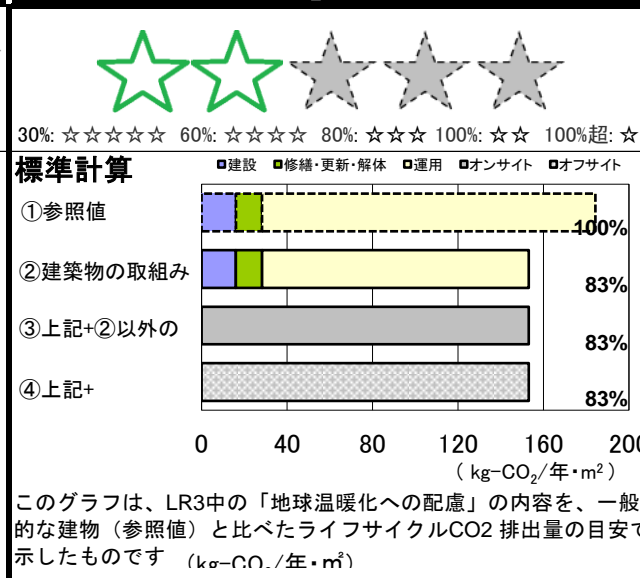 30%: ☆☆☆☆☆ 60%: ☆☆☆☆ 80%: ☆☆☆ 100%: ☆☆ 100%超: ☆
標準計算
建設 修繕・更新・解体 運用 オンサイト オフサイト
①参照値
100%
②建築物の取組み
83%
③上記+②以外の
83%
④上記+
83%
0 40 80 120 160 200
（ kg-CO₂/年・m² ）
このグラフは、LR3中の「地球温暖化への配慮」の内容を、一般
的な建物（参照値）と比べたライフサイクルCO2 排出量の目安で
示したものです (kg-CO₂/年・㎡)